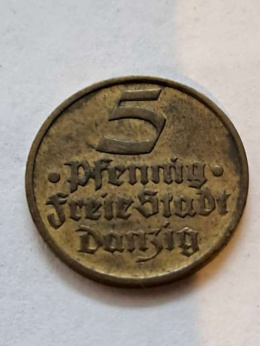 5
· Pfennig ·
Freie Stadt
Danzig